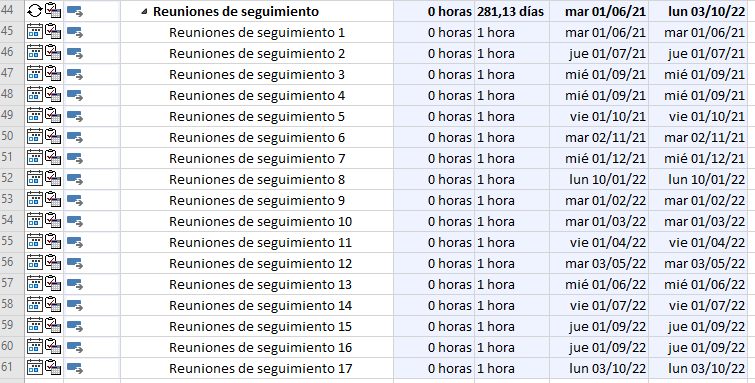 44 Reuniones de seguimiento 0 horas 281,13 días mar 01/06/21 lun 03/10/22
45 Reuniones de seguimiento 1 0 horas 1 hora mar 01/06/21 mar 01/06/21
46 Reuniones de seguimiento 2 0 horas 1 hora jue 01/07/21 jue 01/07/21
47 Reuniones de seguimiento 3 0 horas 1 hora mié 01/09/21 mié 01/09/21
48 Reuniones de seguimiento 4 0 horas 1 hora mié 01/09/21 mié 01/09/21
49 Reuniones de seguimiento 5 0 horas 1 hora vie 01/10/21 vie 01/10/21
50 Reuniones de seguimiento 6 0 horas 1 hora mar 02/11/21 mar 02/11/21
51 Reuniones de seguimiento 7 0 horas 1 hora mié 01/12/21 mié 01/12/21
52 Reuniones de seguimiento 8 0 horas 1 hora lun 10/01/22 lun 10/01/22
53 Reuniones de seguimiento 9 0 horas 1 hora mar 01/02/22 mar 01/02/22
54 Reuniones de seguimiento 10 0 horas 1 hora mar 01/03/22 mar 01/03/22
55 Reuniones de seguimiento 11 0 horas 1 hora vie 01/04/22 vie 01/04/22
56 Reuniones de seguimiento 12 0 horas 1 hora mar 03/05/22 mar 03/05/22
57 Reuniones de seguimiento 13 0 horas 1 hora mié 01/06/22 mié 01/06/22
58 Reuniones de seguimiento 14 0 horas 1 hora vie 01/07/22 vie 01/07/22
59 Reuniones de seguimiento 15 0 horas 1 hora jue 01/09/22 jue 01/09/22
60 Reuniones de seguimiento 16 0 horas 1 hora jue 01/09/22 jue 01/09/22
61 Reuniones de seguimiento 17 0 horas 1 hora lun 03/10/22 lun 03/10/22